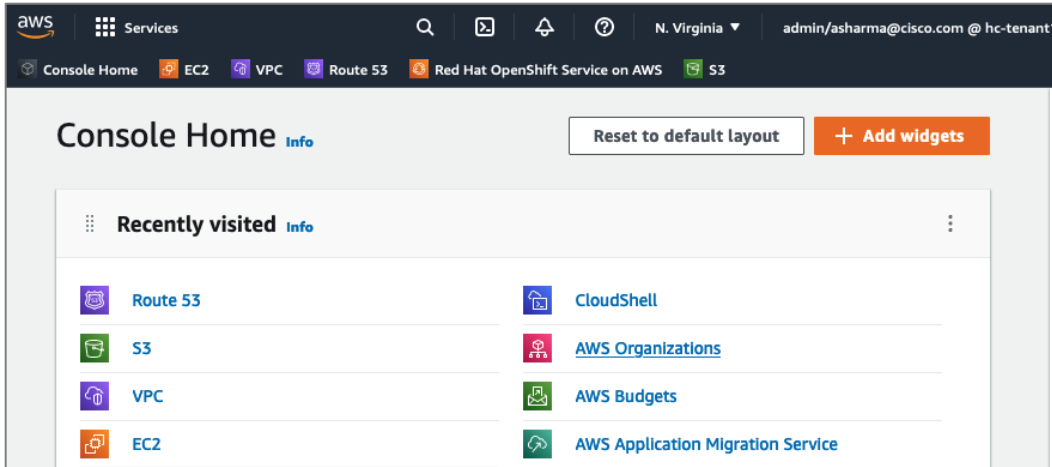 aws Services N. Virginia ▼ admin/asharma@cisco.com @ hc-tenant
Console Home EC2 VPC Route 53 Red Hat OpenShift Service on AWS S3
Console Home Info Reset to default layout + Add widgets
Recently visited Info
Route 53 CloudShell
S3 AWS Organizations
VPC AWS Budgets
EC2 AWS Application Migration Service